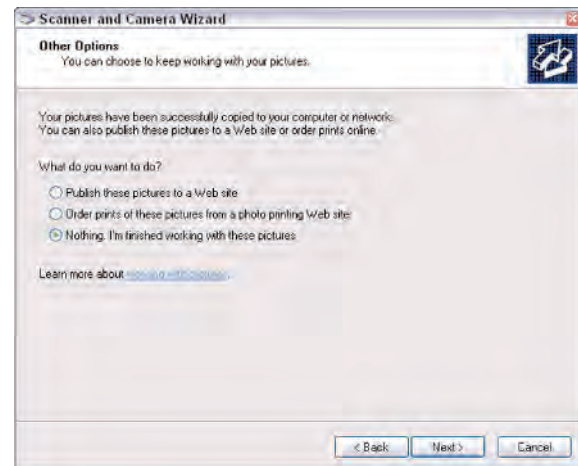 Scanner and Camera Wizard
Other Options
You can choose to keep working with your pictures.
Your pictures have been successfully copied to your computer or network.
You can also publish these pictures to a Web site or order prints online.
What do you want to do?
Publish these pictures to a Web site
Order prints of these pictures from a photo printing Web site
Nothing. I'm finished working with these pictures
Learn more about working with pictures.
< Back
Next >
Cancel